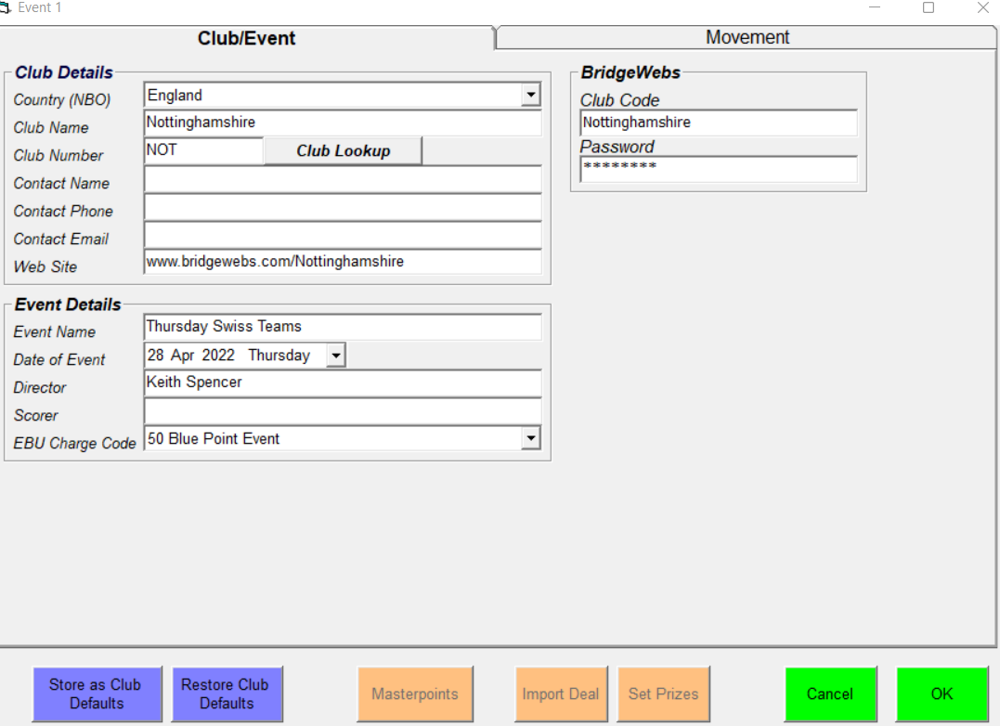 Event 1
Club/Event
Movement
Club Details
Country (NBO) England
Club Name Nottinghamshire
Club Number NOT Club Lookup
Contact Name
Contact Phone
Contact Email
Web Site www.bridgewebs.com/Nottinghamshire
BridgeWebs
Club Code
Nottinghamshire
Password
********
Event Details
Event Name Thursday Swiss Teams
Date of Event 28 Apr 2022 Thursday
Director Keith Spencer
Scorer
EBU Charge Code 50 Blue Point Event
Store as Club
Defaults
Restore Club
Defaults
Masterpoints
Import Deal
Set Prizes
Cancel
OK